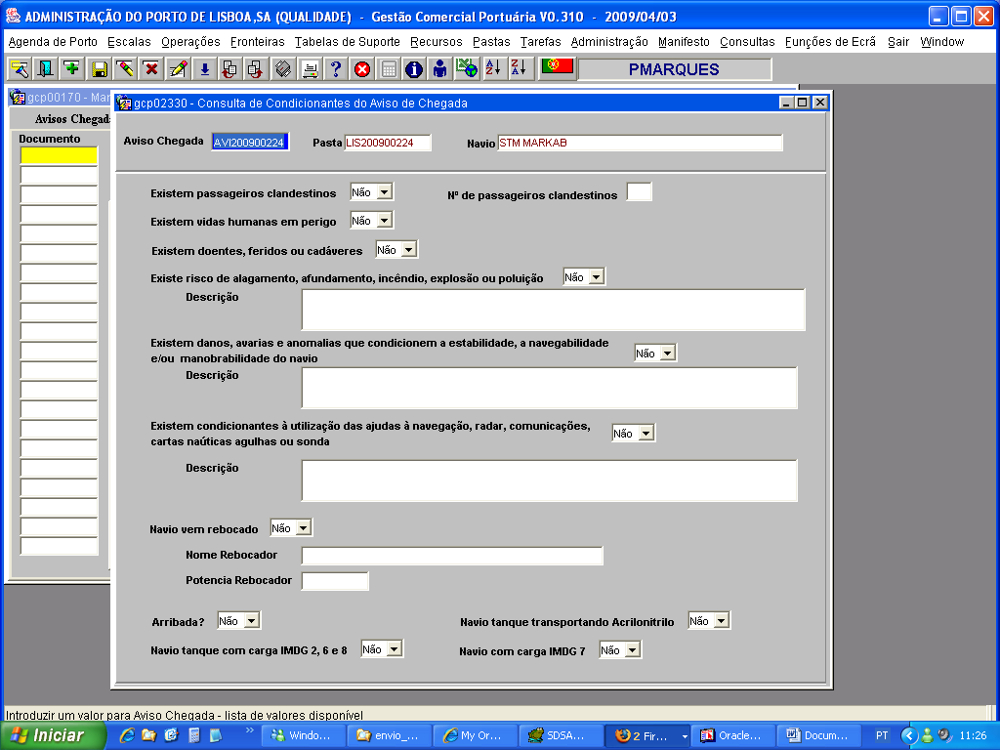 ADMINISTRAÇÃO DO PORTO DE LISBOA,SA (QUALIDADE) - Gestão Comercial Portuária V0.310 - 2009/04/03
Agenda de Porto Escalas Operações Fronteiras Tabelas de Suporte Recursos Pastas Tarefas Administração Manifesto Consultas Funções de Ecrã Sair Window
PMARQUES
gcp00170 - Mar
gcp02330 - Consulta de Condicionantes do Aviso de Chegada
Avisos Chegad
Documento
Aviso Chegada AVI200900224 Pasta LIS200900224 Navio STM MARKAB
Existem passageiros clandestinos Não Nº de passageiros clandestinos
Existem vidas humanas em perigo Não
Existem doentes, feridos ou cadáveres Não
Existe risco de alagamento, afundamento, incéndio, explosão ou poluição Não
Descrição
Existem danos, avarias e anomalias que condicionem a estabilidade, a navegabilidade
e/ou manobrabilidade do navio Não
Descrição
Existem condicionantes à utilização das ajudas à navegação, radar, comunicações,
cartas naúticas agulhas ou sonda Não
Descrição
Navio vem rebocado Não
Nome Rebocador
Potencia Rebocador
Arribada? Não Navio tanque transportando Acrilonitrilo Não
Navio tanque com carga IMDG 2, 6 e 8 Não Navio com carga IMDG 7 Não
Introduzir um valor para Aviso Chegada - lista de valores disponível
Iniciar Windo... envio_... My Or... SDSA... 2 Fir... Oracle... Docum... PT 11:26